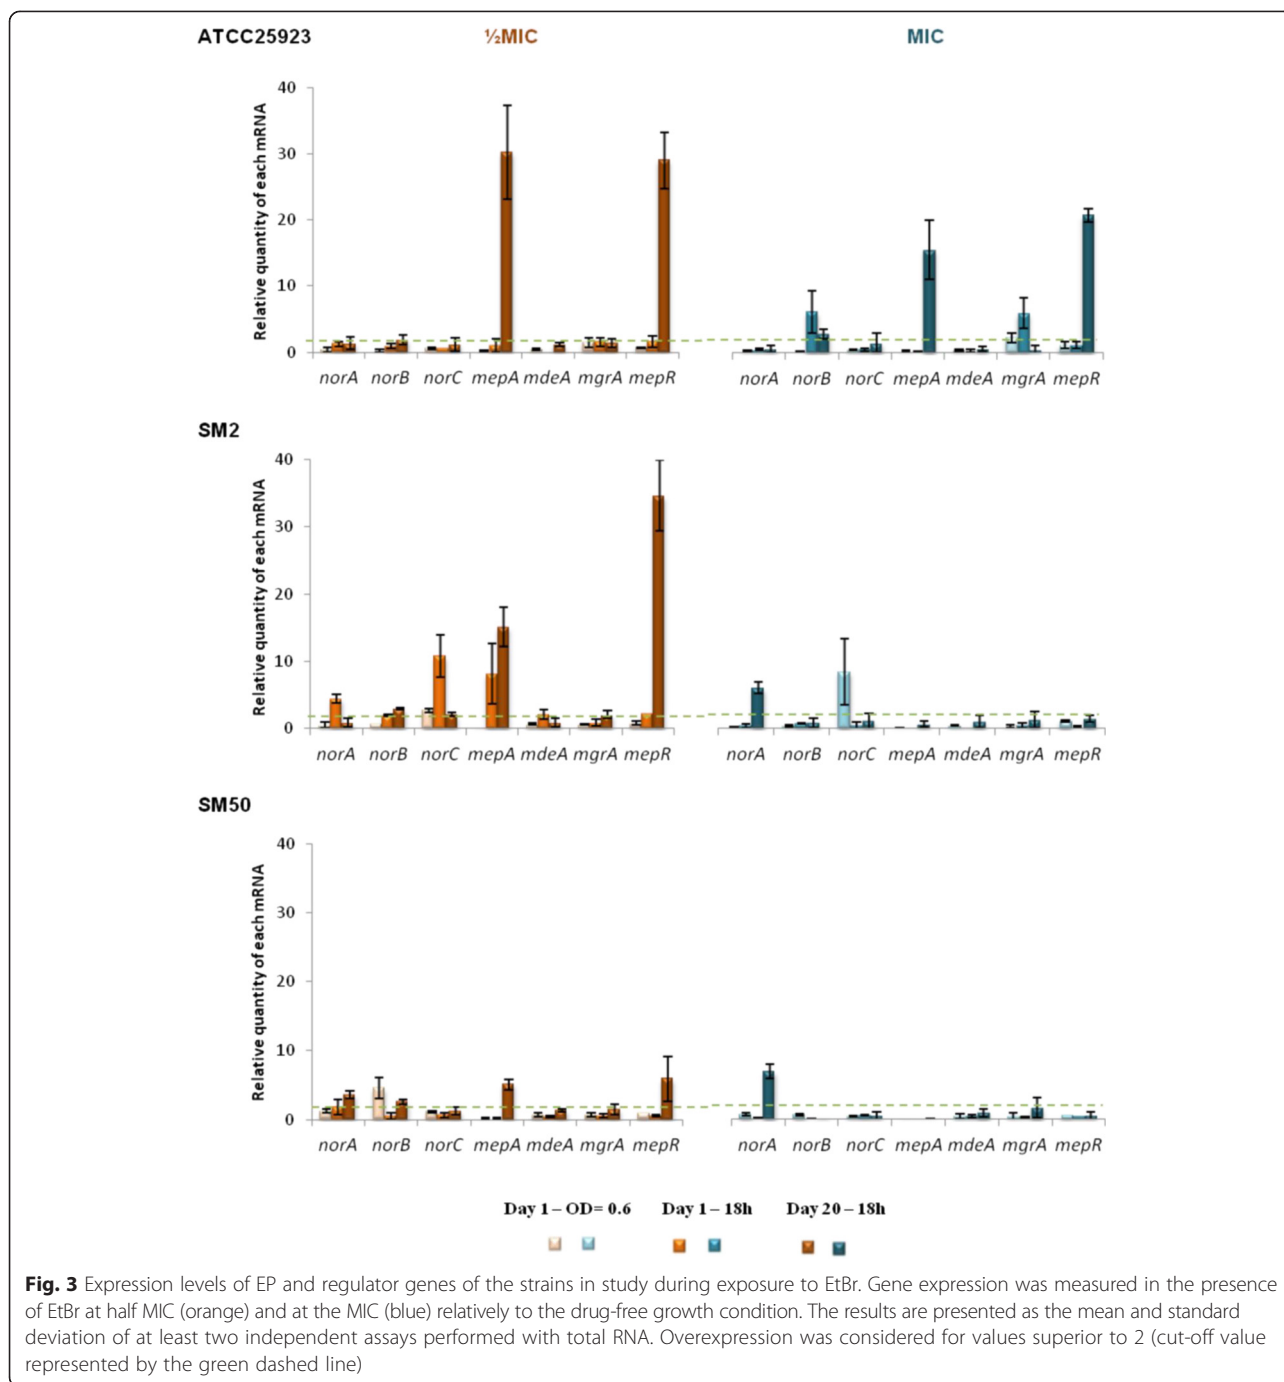 ATCC25923 ½MIC MIC
Relative quantity of each mRNA
40
30
20
10
0
norA norB norC mepA mdeA mgrA mepR norA norB norC mepA mdeA mgrA mepR
SM2
Relative quantity of each mRNA
40
30
20
10
0
norA norB norC mepA mdeA mgrA mepR norA norB norC mepA mdeA mgrA mepR
SM50
Relative quantity of each mRNA
40
30
20
10
0
norA norB norC mepA mdeA mgrA mepR norA norB norC mepA mdeA mgrA mepR
Day 1 – OD= 0.6 Day 1 – 18h Day 20 – 18h
Fig. 3 Expression levels of EP and regulator genes of the strains in study during exposure to EtBr. Gene expression was measured in the presence
of EtBr at half MIC (orange) and at the MIC (blue) relatively to the drug-free growth condition. The results are presented as the mean and standard
deviation of at least two independent assays performed with total RNA. Overexpression was considered for values superior to 2 (cut-off value
represented by the green dashed line)